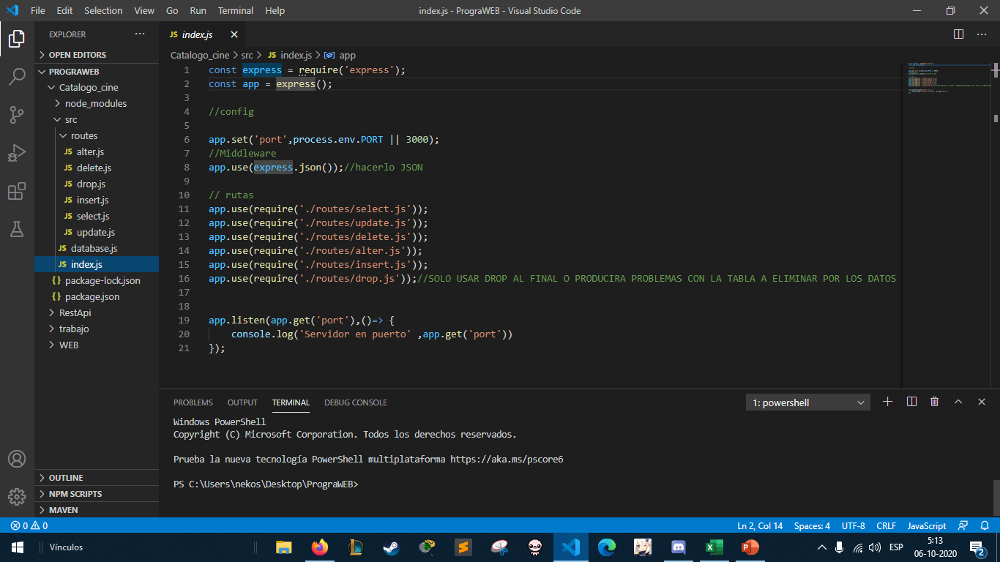 File Edit Selection View Go Run Terminal Help index.js - PrograWEB - Visual Studio Code
EXPLORER
OPEN EDITORS
PROGRAWEB
Catalogo_cine
node_modules
src
routes
JS alter.js
JS delete.js
JS drop.js
JS insert.js
JS select.js
JS update.js
JS database.js
JS index.js
{} package-lock.json
{} package.json
RestApi
trabajo
WEB
OUTLINE
NPM SCRIPTS
MAVEN
JS index.js
Catalogo_cine > src > JS index.js > app
1 const express = require('express');
2 const app = express();
3
4 //config
5
6 app.set('port',process.env.PORT || 3000);
7 //Middleware
8 app.use(express.json());//hacerlo JSON
9
10 // rutas
11 app.use(require('./routes/select.js'));
12 app.use(require('./routes/update.js'));
13 app.use(require('./routes/delete.js'));
14 app.use(require('./routes/alter.js'));
15 app.use(require('./routes/insert.js'));
16 app.use(require('./routes/drop.js'));//SOLO USAR DROP AL FINAL O PRODUCIRA PROBLEMAS CON LA TABLA A ELIMINAR POR LOS DATOS
17
18
19 app.listen(app.get('port'),()=> {
20 console.log('Servidor en puerto' ,app.get('port'))
21 });
PROBLEMS OUTPUT TERMINAL DEBUG CONSOLE 1: powershell
Windows PowerShell
Copyright (C) Microsoft Corporation. Todos los derechos reservados.
Prueba la nueva tecnología PowerShell multiplataforma https://aka.ms/pscore6
PS C:\Users\nekos\Desktop\PrograWEB>
0 0 Ln 2, Col 14 Spaces: 4 UTF-8 CRLF JavaScript
Vínculos ESP 5:13
06-10-2020 2